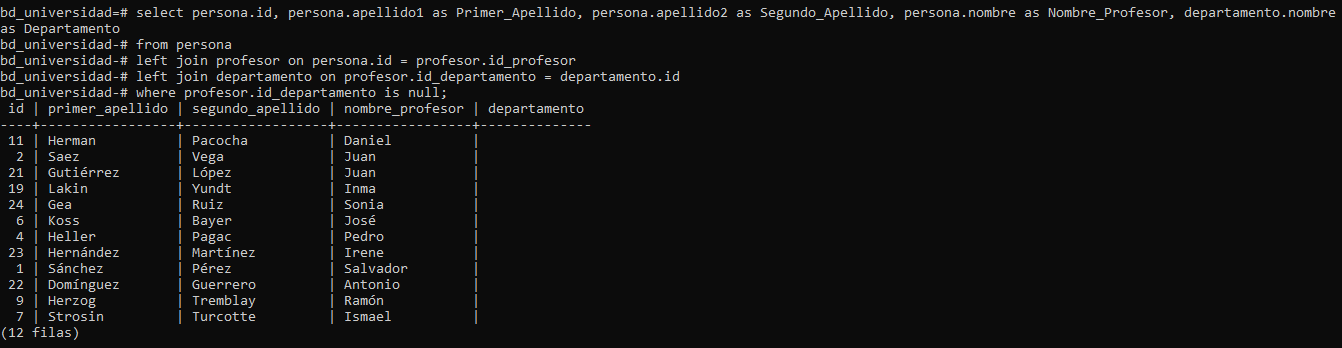 bd_universidad=# select persona.id, persona.apellido1 as Primer_Apellido, persona.apellido2 as Segundo_Apellido, persona.nombre as Nombre_Profesor, departamento.nombre
as Departamento
bd_universidad-# from persona
bd_universidad-# left join profesor on persona.id = profesor.id_profesor
bd_universidad-# left join departamento on profesor.id_departamento = departamento.id
bd_universidad-# where profesor.id_departamento is null;
 id | primer_apellido | segundo_apellido | nombre_profesor | departamento
----+-----------------+------------------+-----------------+--------------
 11 | Herman          | Pacocha          | Daniel          |
  2 | Saez            | Vega             | Juan            |
 21 | Gutiérrez       | López            | Juan            |
 19 | Lakin           | Yundt            | Inma            |
 24 | Gea             | Ruiz             | Sonia           |
  6 | Koss            | Bayer            | José            |
  4 | Heller          | Pagac            | Pedro           |
 23 | Hernández       | Martínez         | Irene           |
  1 | Sánchez         | Pérez            | Salvador        |
 22 | Domínguez       | Guerrero         | Antonio         |
  9 | Herzog          | Tremblay         | Ramón           |
  7 | Strosin         | Turcotte         | Ismael          |
(12 filas)